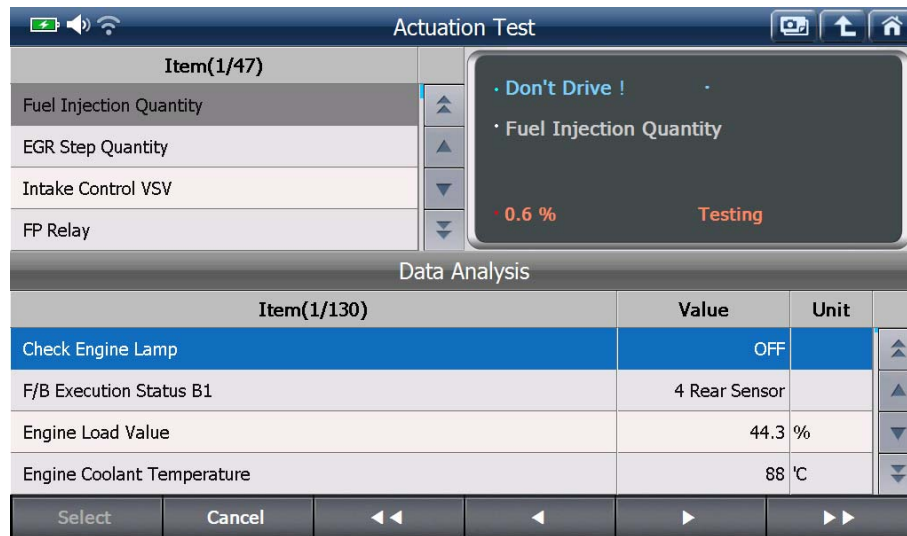 Actuation Test
Item(1/47)
Fuel Injection Quantity
EGR Step Quantity
Intake Control VSV
FP Relay
· Don't Drive !
· Fuel Injection Quantity
· 0.6 % Testing
Data Analysis
Item(1/130) Value Unit
Check Engine Lamp OFF
F/B Execution Status B1 4 Rear Sensor
Engine Load Value 44.3 %
Engine Coolant Temperature 88 'C
Select Cancel ◄◄ ◄ ► ►►